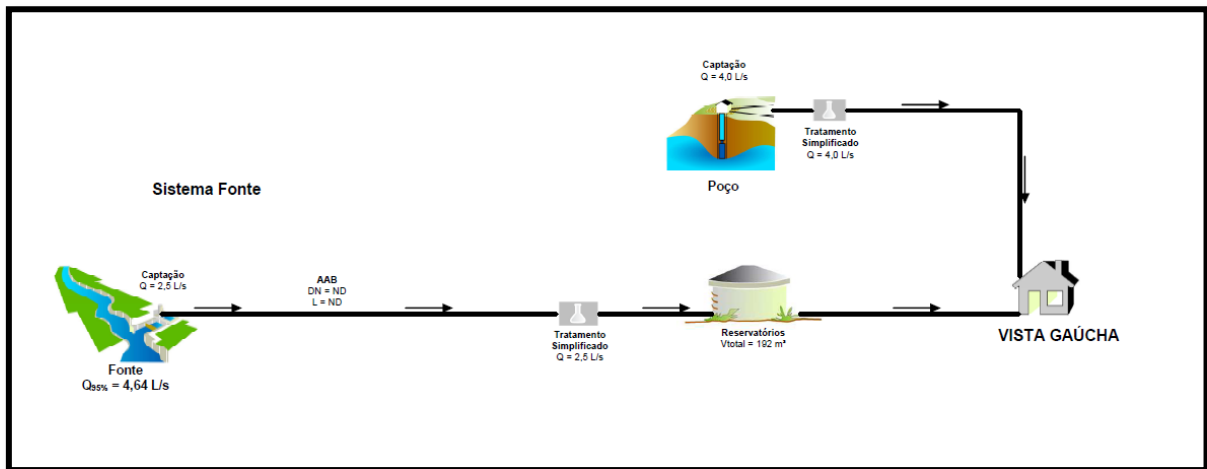 Captação
Q = 4,0 L/s
Tratamento
Simplificado
Q = 4,0 L/s
Poço
Sistema Fonte
Captação
Q = 2,5 L/s
AAB
DN = ND
L = ND
Tratamento
Simplificado
Q = 2,5 L/s
Reservatórios
Vtotal = 192 m³
VISTA GAÚCHA
Fonte
Q95% = 4,64 L/s